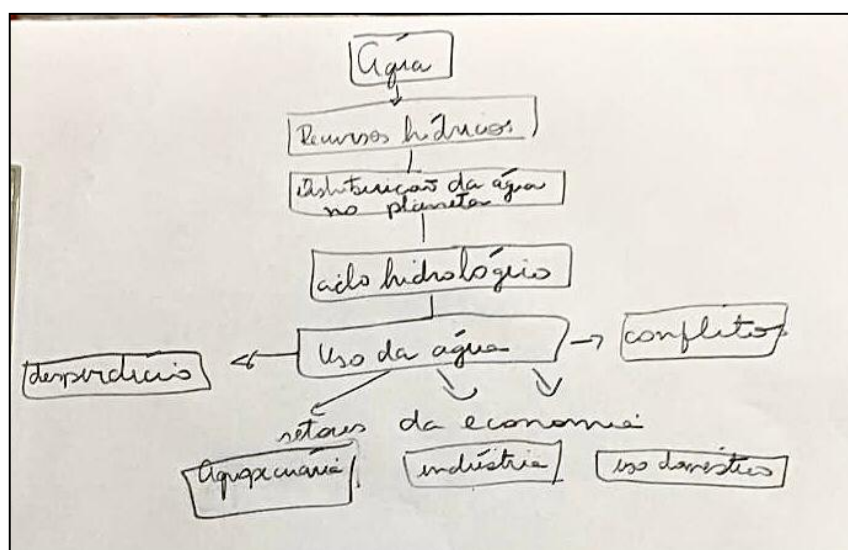 Água
Recursos hídricos
Distribuição da água
no planeta
ciclo hidrológico
Uso da água
conflitos
desperdício
setores da economia
Agropecuária
indústria
uso doméstico